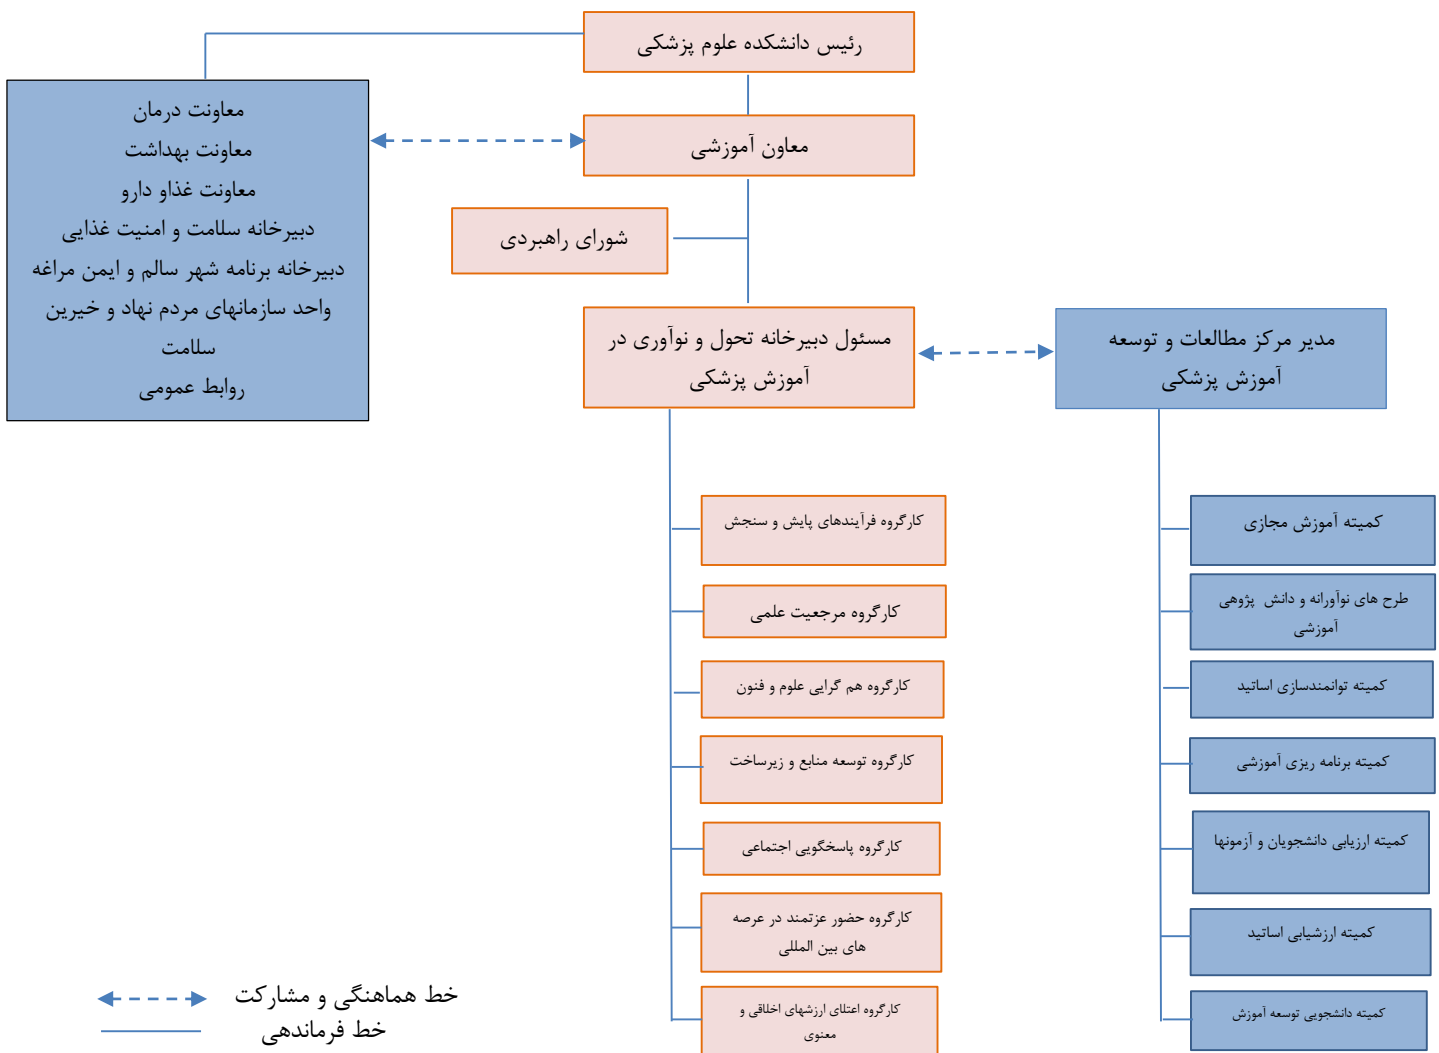 رئیس دانشکده علوم پزشکی
معاون آموزشی
شورای راهبردی
معاونت درمان
معاونت بهداشت
معاونت غذاو دارو
دبیرخانه سلامت و امنیت غذایی
دبیرخانه برنامه شهر سالم و ایمن مراغه
واحد سازمانهای مردم نهاد و خیرین
سلامت
روابط عمومی
مدیر مرکز مطالعات و توسعه
آموزش پزشکی
مسئول دبیرخانه تحول و نوآوری در
آموزش پزشکی
کمیته آموزش مجازی
طرح های نوآورانه و دانش پژوهی
آموزشی
کمیته توانمندسازی اساتید
کمیته برنامه ریزی آموزشی
کمیته ارزیابی دانشجویان و آزمونها
کمیته ارزشیابی اساتید
کمیته دانشجویی توسعه آموزش
کارگروه فرآیندهای پایش و سنجش
کارگروه مرجعیت علمی
کارگروه هم گرایی علوم و فنون
کارگروه توسعه منابع و زیرساخت
کارگروه پاسخگویی اجتماعی
کارگروه حضور عزتمند در عرصه
های بین المللی
کارگروه اعتلای ارزشهای اخلاقی و
معنوی
خط هماهنگی و مشارکت
خط فرماندهی